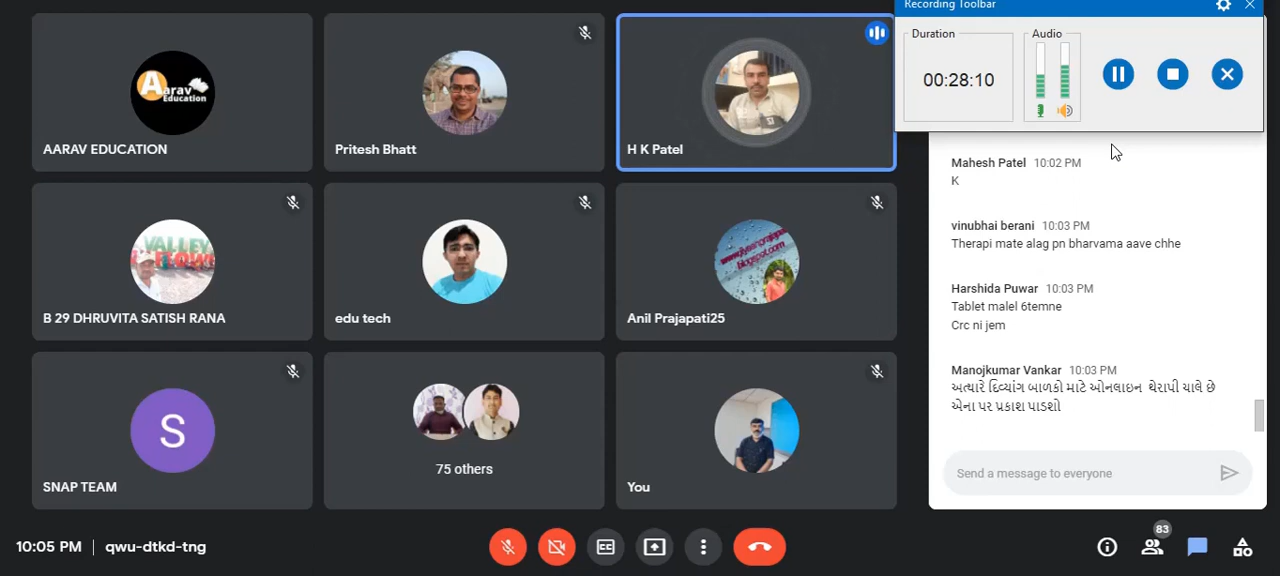 Recording Toolbar
Duration
00:28:10
Audio
Aarav
Education
AARAV EDUCATION
Pritesh Bhatt
H K Patel
VALLEY
B 29 DHRUVITA SATISH RANA
edu tech
Anil Prajapati25
S
SNAP TEAM
75 others
You
Mahesh Patel 10:02 PM
K
vinubhai berani 10:03 PM
Therapi mate alag pn bharvama aave chhe
Harshida Puwar 10:03 PM
Tablet malel 6temne
Crc ni jem
Manojkumar Vankar 10:03 PM
અત્યારે દિવ્યાંગ બાળકો માટે ઓનલાઇન થેરાપી ચાલે છે
એના પર પ્રકાશ પાડશો
Send a message to everyone
10:05 PM | qwu-dtkd-tng
83